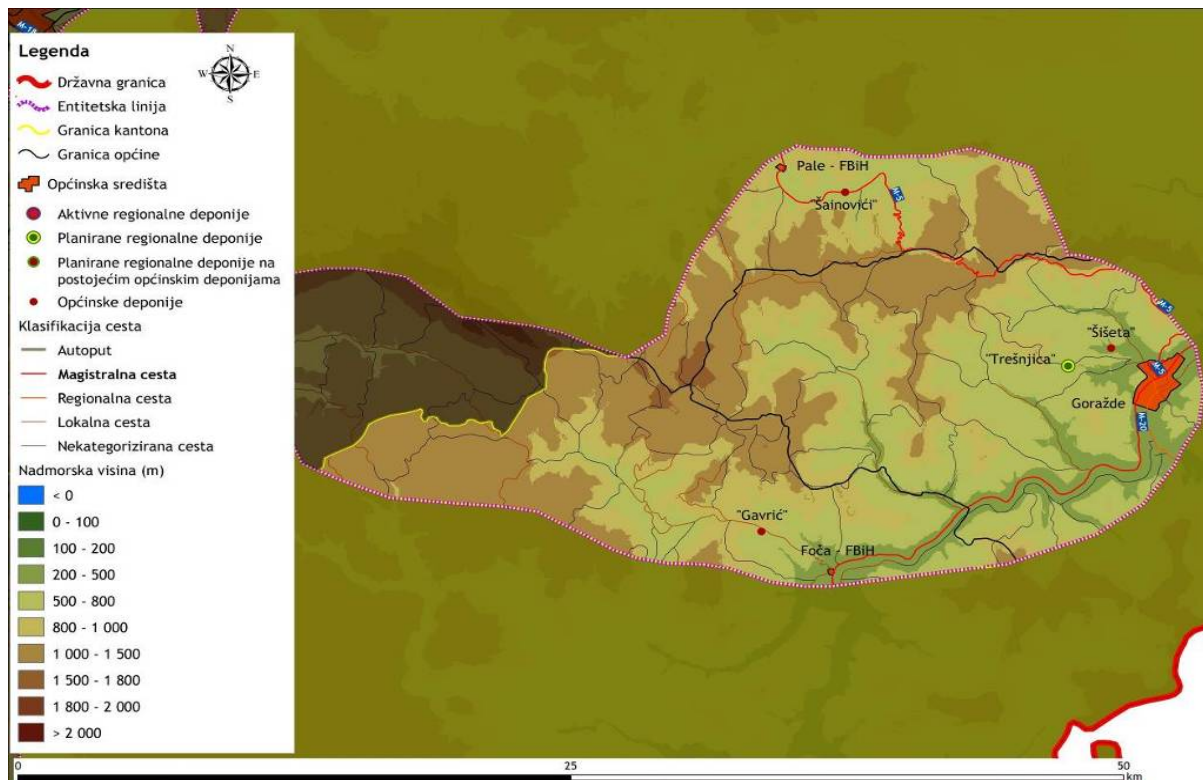 M-18
Legenda
N
W E
S
Državna granica
Entitetska linija
Granica kantona
Granica općine
Općinska središta
Aktivne regionalne deponije
Planirane regionalne deponije
Planirane regionalne deponije na
postojećim općinskim deponijama
Općinske deponije
Klasifikacija cesta
Autoput
Magistralna cesta
Regionalna cesta
Lokalna cesta
Nekategorizirana cesta
Nadmorska visina (m)
< 0
0 - 100
100 - 200
200 - 500
500 - 800
800 - 1 000
1 000 - 1 500
1 500 - 1 800
1 800 - 2 000
> 2 000
Pale - FBiH
"Šainovići"
M-5
M-5
"Šišeta"
"Trešnjica"
M-5
Goražde
M-20
"Gavrić"
Foča - FBiH
0 25 50
km